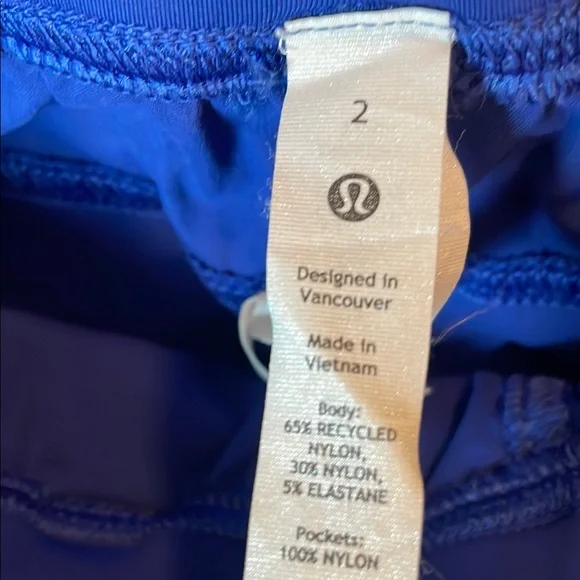 2
Designed in
Vancouver
Made in
Vietnam
Body:
65% RECYCLED
NYLON,
30% NYLON,
5% ELASTANE
Pockets:
100% NYLON